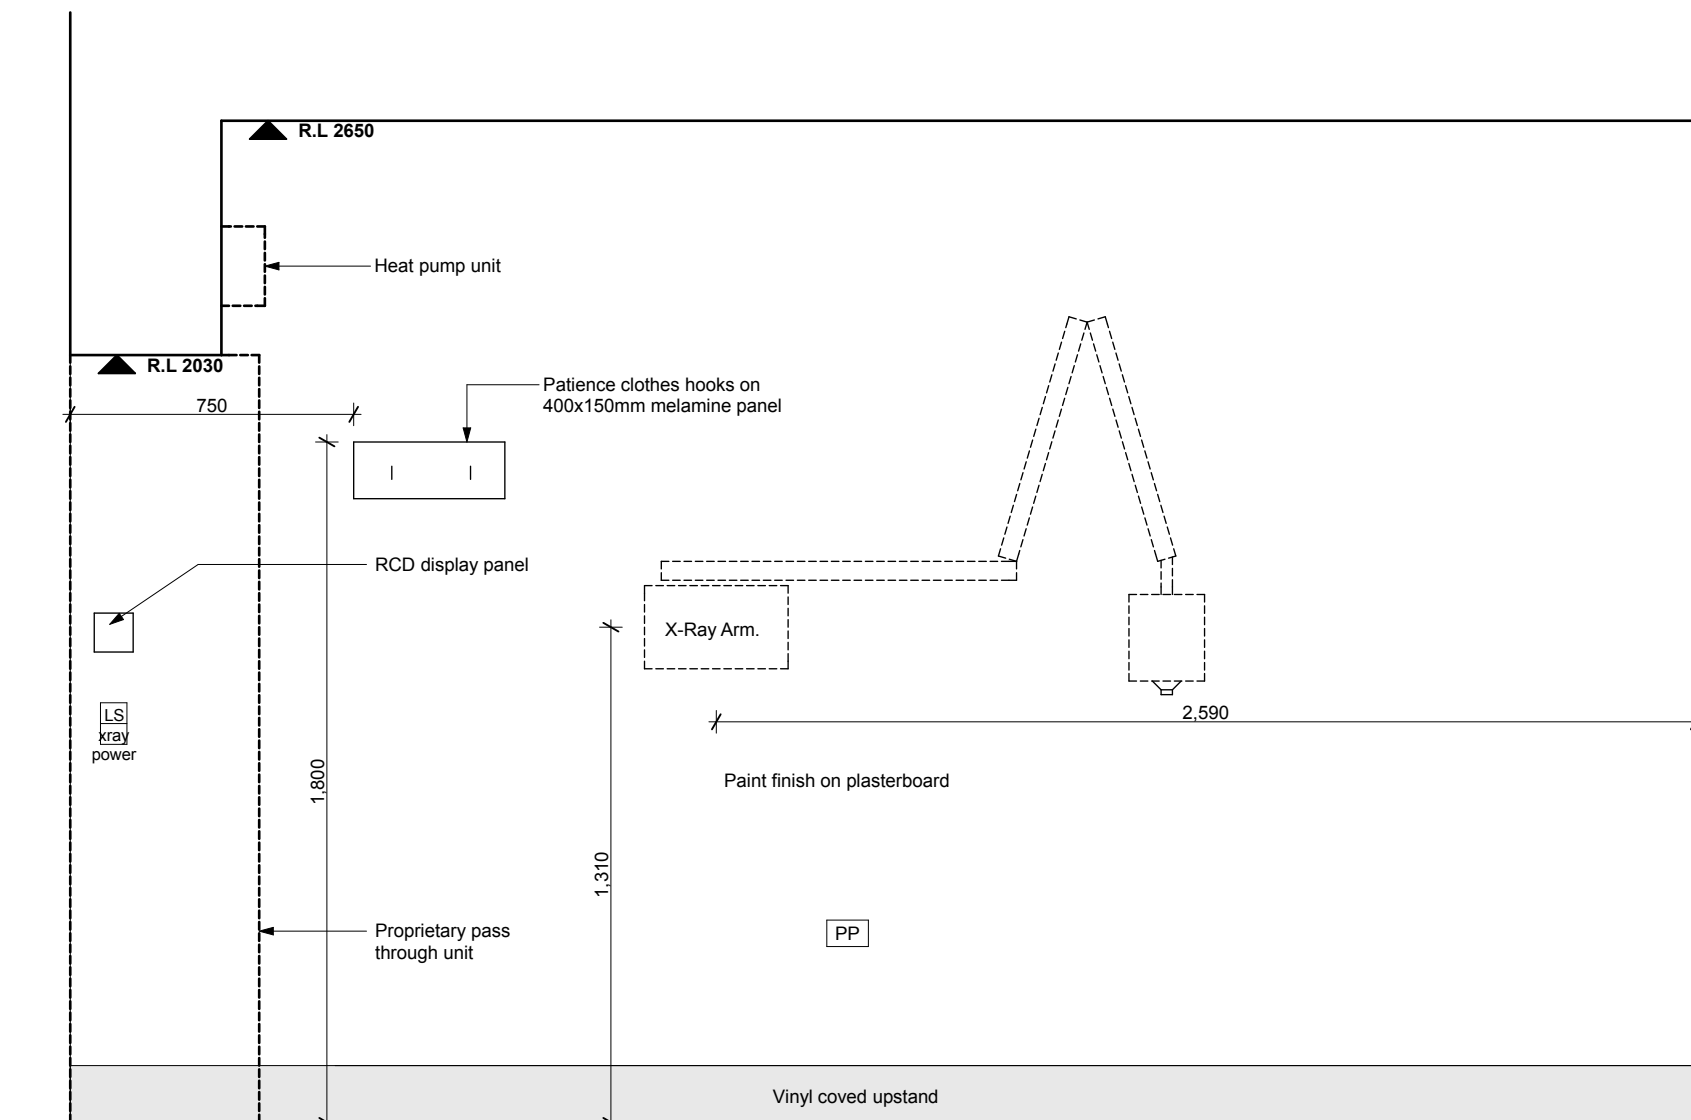 R.L 2650
Heat pump unit
R.L 2030
Patience clothes hooks on
400x150mm melamine panel
750
RCD display panel
X-Ray Arm.
LS
xray
power
2,590
1,800
Paint finish on plasterboard
1,310
Proprietary pass
through unit
PP
Vinyl coved upstand